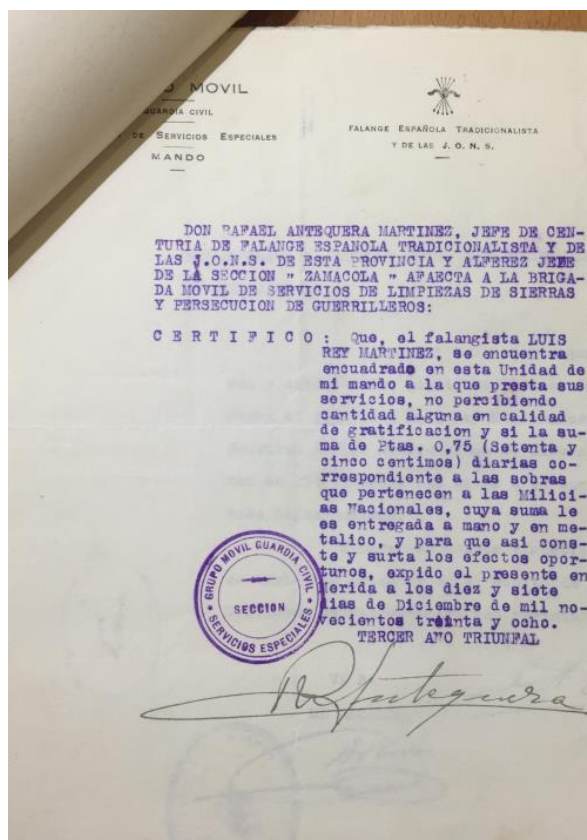 MOVIL
GUARDIA CIVIL
DE SERVICIOS ESPECIALES
MANDO
FALANGE ESPAÑOLA TRADICIONALISTA
Y DE LAS J. O. N. S.
DON RAFAEL ANTEQUERA MARTINEZ, JEFE DE CEN-
TURIA DE FALANGE ESPANOLA TRADICIONALISTA Y DE
LAS J.O.N.S. DE ESTA PROVINCIA Y ALFEREZ JEFE
DE LA SECCION " ZAMACOLA " AFAECTA A LA BRIGA-
DA MOVIL DE SERVICIOS DE LIMPIEZAS DE SIERRAS
Y PERSECUCION DE GUERRILLEROS:
C E R T I F I C O : Que, el falangista LUIS
REY MARTINEZ, se encuentra
encuadrado en esta Unidad de
mi mando a la que presta sus
servicios, no percibiendo
cantidad alguna en calidad
de gratificacion y si la su-
ma de Ptas. 0,75 (Setenta y
cinco centimos) diarias co-
rrespondiente a las sobras
que pertenecen a las Milici-
as Nacionales, cuya suma le
es entregada a mano y en me-
talico, y para que asi cons-
te y surta los efectos opor-
tunos, expido el presente en
a los diez y siete
dias de Diciembre de mil no-
vecientos treinta y ocho.
TERCER AÑO TRIUNFAL
GRUPO MOVIL GUARDIA CIVIL
SECCION
SERVICIOS ESPECIALES
R Antequera